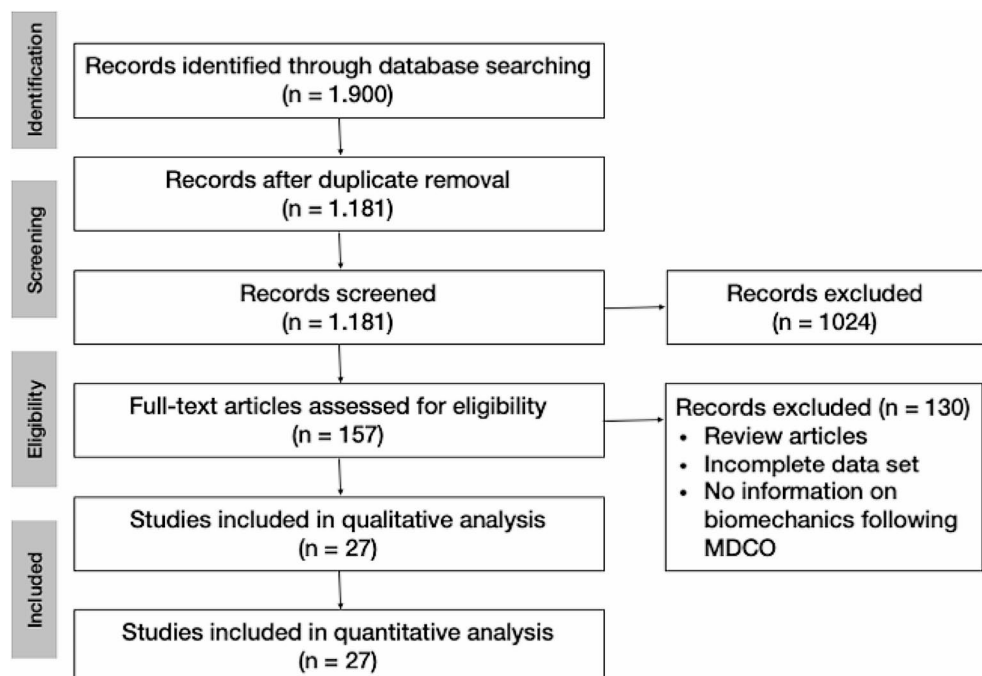 Identification
Records identified through database searching
(n = 1.900)
Records after duplicate removal
(n = 1.181)
Screening
Records screened
(n = 1.181)
Records excluded
(n = 1024)
Eligibility
Full-text articles assessed for eligibility
(n = 157)
Records excluded (n = 130)
• Review articles
• Incomplete data set
• No information on
biomechanics following
MDCO
Studies included in qualitative analysis
(n = 27)
Included
Studies included in quantitative analysis
(n = 27)